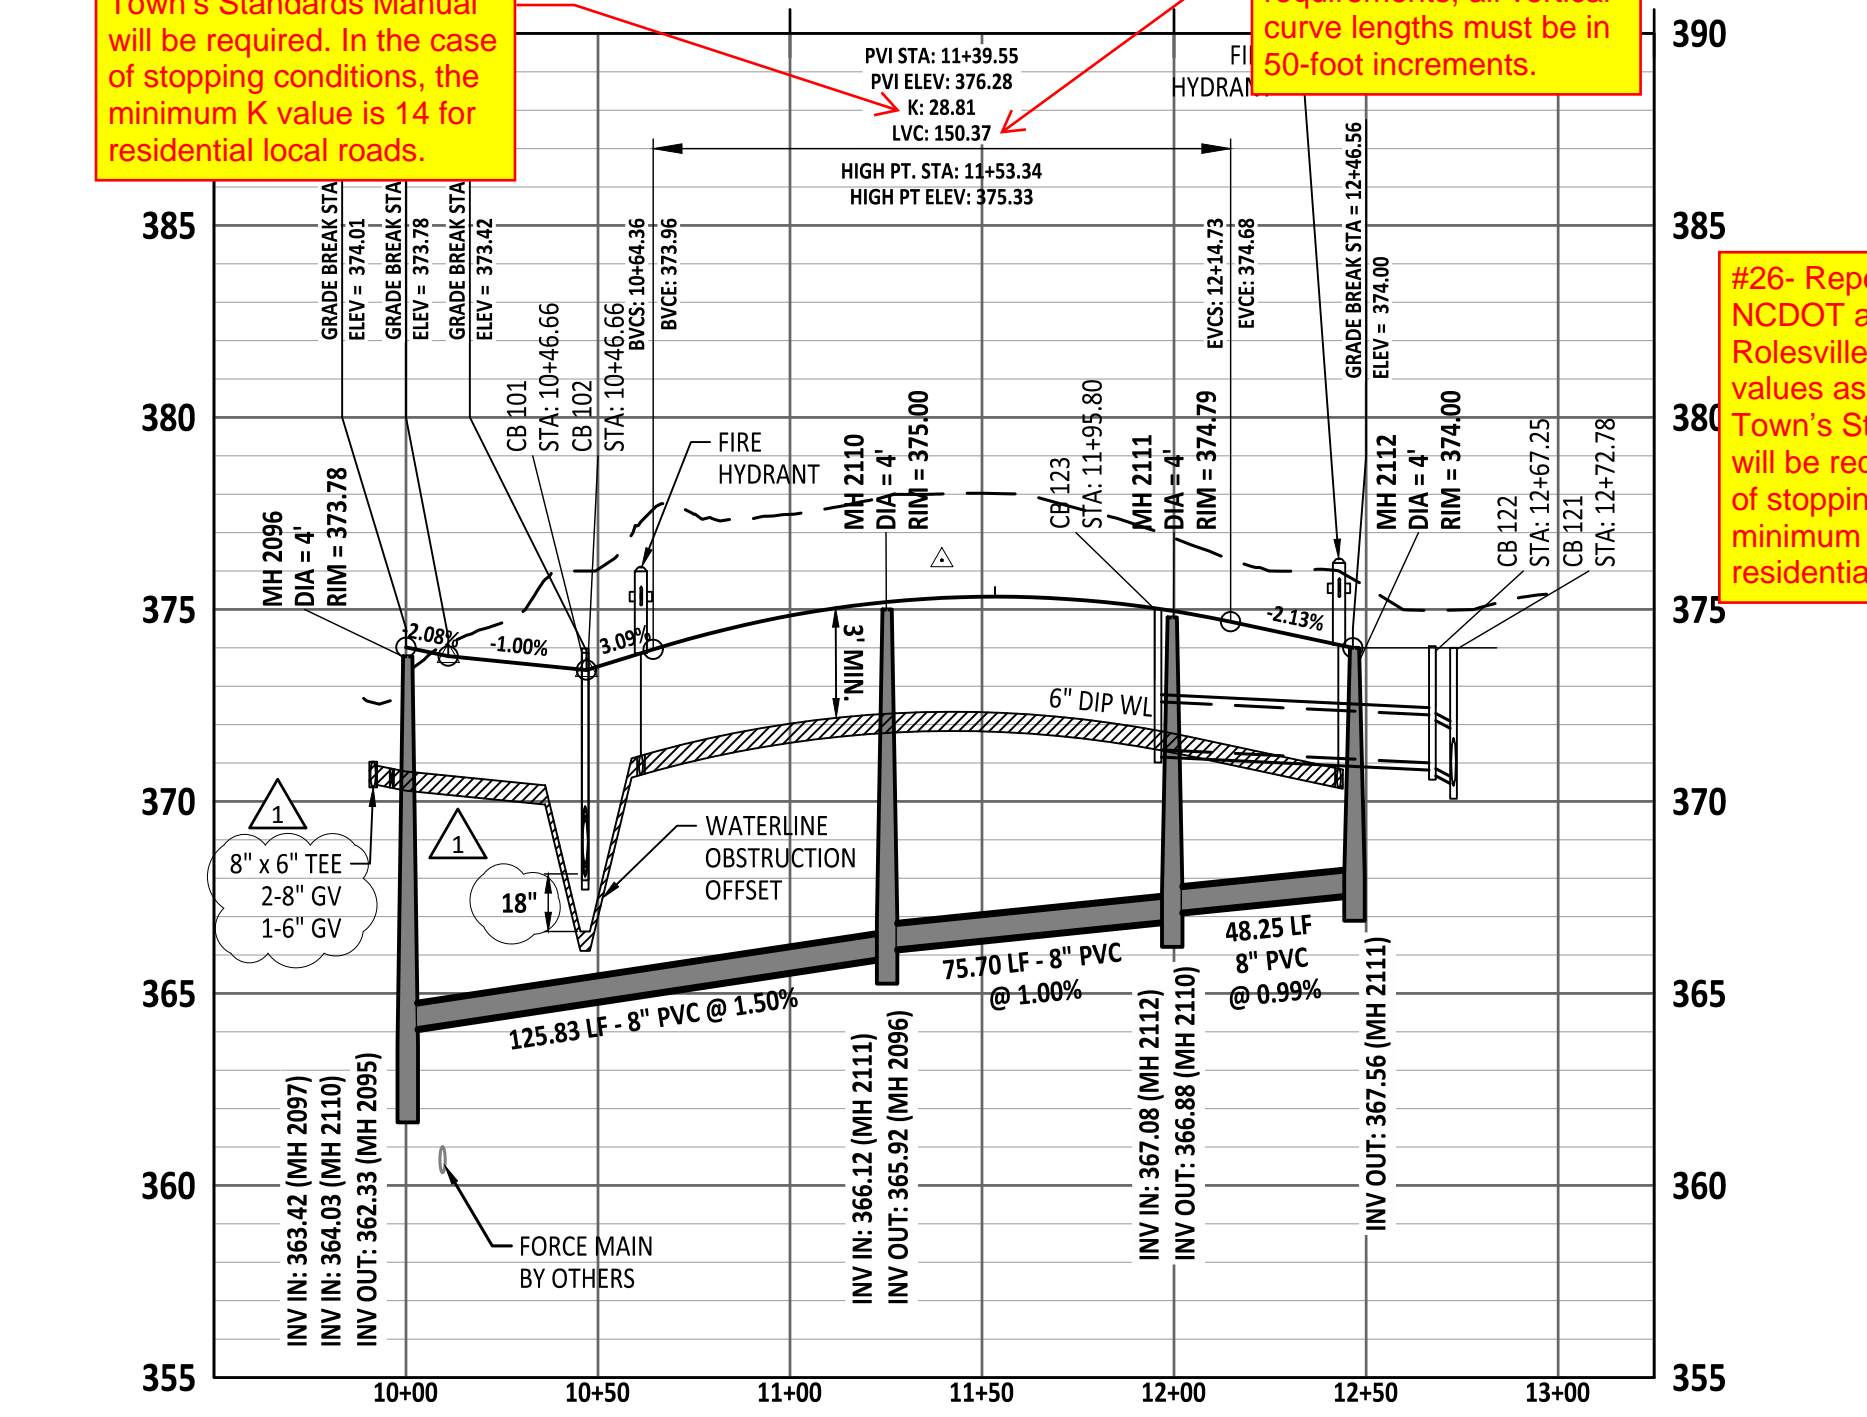 Town's Standards Manual
will be required. In the case
of stopping conditions, the
minimum K value is 14 for
residential local roads.
curve lengths must be in
50-foot increments.
PVI STA: 11+39.55
PVI ELEV: 376.28
K: 28.81
LVC: 150.37
HIGH PT. STA: 11+53.34
HIGH PT ELEV: 375.33
390
390
385
385
380
380
375
375
370
370
365
365
360
360
355
355
GRADE BREAK STA
ELEV = 374.01
GRADE BREAK STA
ELEV = 373.78
GRADE BREAK STA
ELEV = 373.42
BVCS: 10+64.36
BVCE: 373.96
EVCS: 12+14.73
EVCE: 374.68
GRADE BREAK STA = 12+46.56
ELEV = 374.00
#26-
NCDOT
Rolesville
values as
Town's
will be
minimum
CB 101
STA: 10+46.66
CB 102
STA: 10+46.66
FIRE
HYDRANT
MH 2096
DIA = 4'
RIM = 373.78
MH 2110
DIA = 4'
RIM = 375.00
CB 123
STA: 11+95.80
MH 2111
DIA = 4'
RIM = 374.79
MH 2112
DIA = 4'
RIM = 374.00
CB 122
STA: 12+67.25
CB 121
STA: 12+72.78
-2.08%
-1.00%
3.09%
-2.13%
3' MIN.
6" DIP WL
1
1
8" x 6" TEE
2-8" GV
1-6" GV
18"
WATERLINE
OBSTRUCTION
OFFSET
125.83 LF - 8" PVC @ 1.50%
75.70 LF - 8" PVC
@ 1.00%
48.25 LF
8" PVC
@ 0.99%
INV IN: 363.42 (MH 2097)
INV IN: 364.03 (MH 2110)
INV OUT: 362.33 (MH 2095)
INV IN: 366.12 (MH 2111)
INV OUT: 365.92 (MH 2096)
INV IN: 367.08 (MH 2112)
INV OUT: 366.88 (MH 2110)
INV OUT: 367.56 (MH 2111)
FORCE MAIN
BY OTHERS
10+00
10+50
11+00
11+50
12+00
12+50
13+00